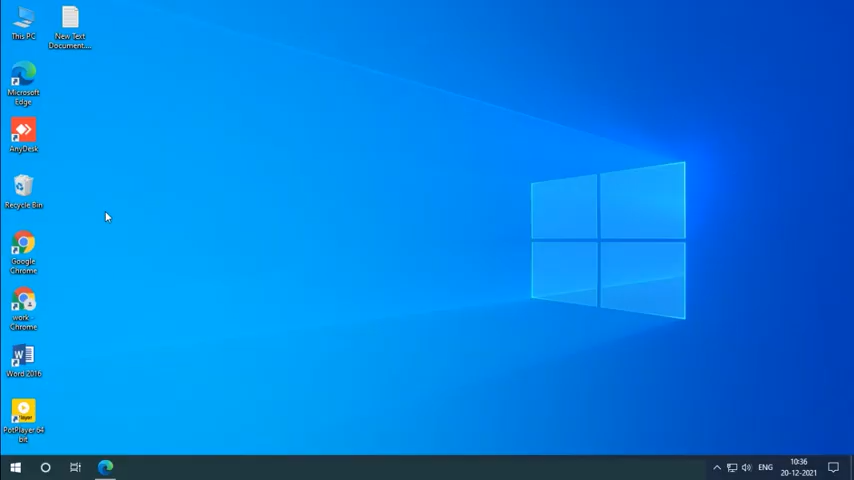 This PC
New Text
Document....
Microsoft
Edge
AnyDesk
Recycle Bin
Google
Chrome
work -
Chrome
Word 2016
PotPlayer 64
bit
ENG
10:36
20-12-2021